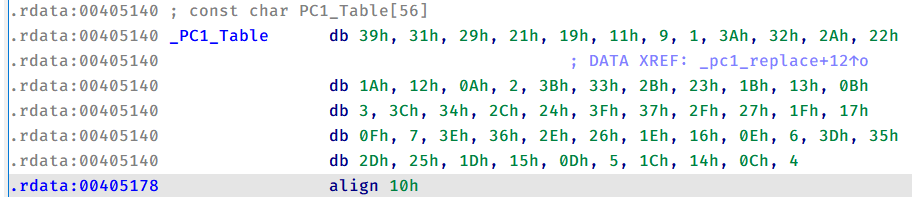 .rdata:00405140 ; const char PC1_Table[56]
.rdata:00405140 _PC1_Table db 39h, 31h, 29h, 21h, 19h, 11h, 9, 1, 3Ah, 32h, 2Ah, 22h
.rdata:00405140 ; DATA XREF: _pc1_replace+12↑o
.rdata:00405140 db 1Ah, 12h, 0Ah, 2, 3Bh, 33h, 2Bh, 23h, 1Bh, 13h, 0Bh
.rdata:00405140 db 3, 3Ch, 34h, 2Ch, 24h, 3Fh, 37h, 2Fh, 27h, 1Fh, 17h
.rdata:00405140 db 0Fh, 7, 3Eh, 36h, 2Eh, 26h, 1Eh, 16h, 0Eh, 6, 3Dh, 35h
.rdata:00405140 db 2Dh, 25h, 1Dh, 15h, 0Dh, 5, 1Ch, 14h, 0Ch, 4
.rdata:00405178 align 10h